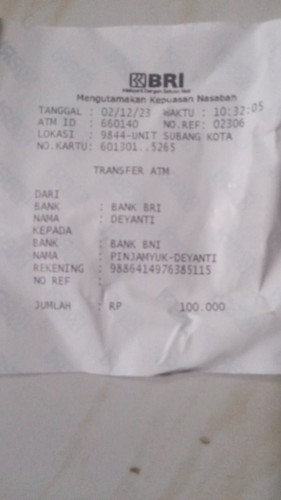 BRI
Mengutamakan Kepuasan Nasabah
TANGGAL : 02/12/23 WAKTU : 10:32:05
ATM ID : 660140 NO.REF: 02306
LOKASI : 9844-UNIT SUBANG KOTA
NO.KARTU: 601301..5265
TRANSFER ATM
DARI
BANK : BANK BRI
NAMA : DEYANTI
KEPADA
BANK : BANK BNI
NAMA : PINJAMYUK-DEYANTI
REKENING : 9886414976385115
NO REF :
JUMLAH : RP 100.000